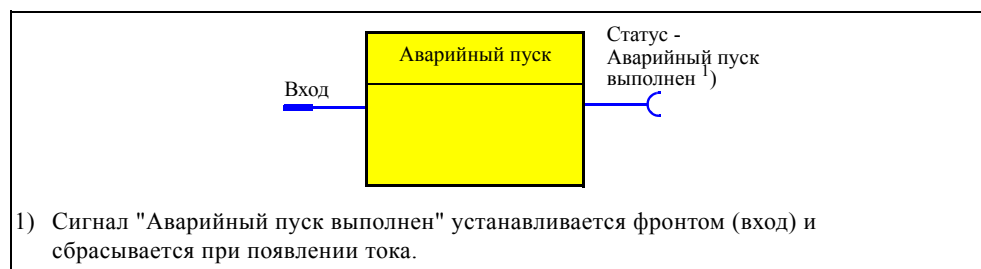 Статус -
Аварийный пуск
выполнен 1)
Аварийный пуск
Вход
1) Сигнал "Аварийный пуск выполнен" устанавливается фронтом (вход) и
сбрасывается при появлении тока.